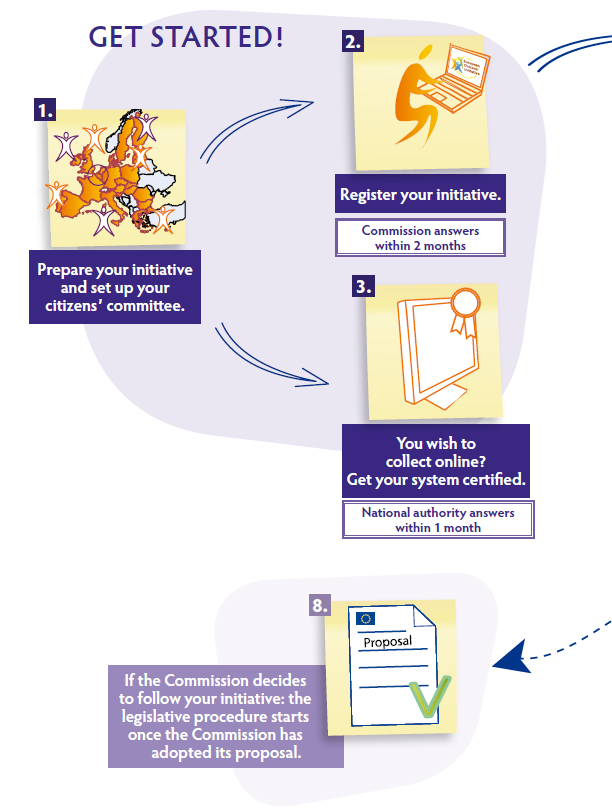 GET STARTED!
1.
Prepare your initiative
and set up your
citizens’ committee.
2.
European
Citizens'
Initiative
Register your initiative.
Commission answers
within 2 months
3.
You wish to
collect online?
Get your system certified.
National authority answers
within 1 month
8.
Proposal
If the Commission decides
to follow your initiative: the
legislative procedure starts
once the Commission has
adopted its proposal.